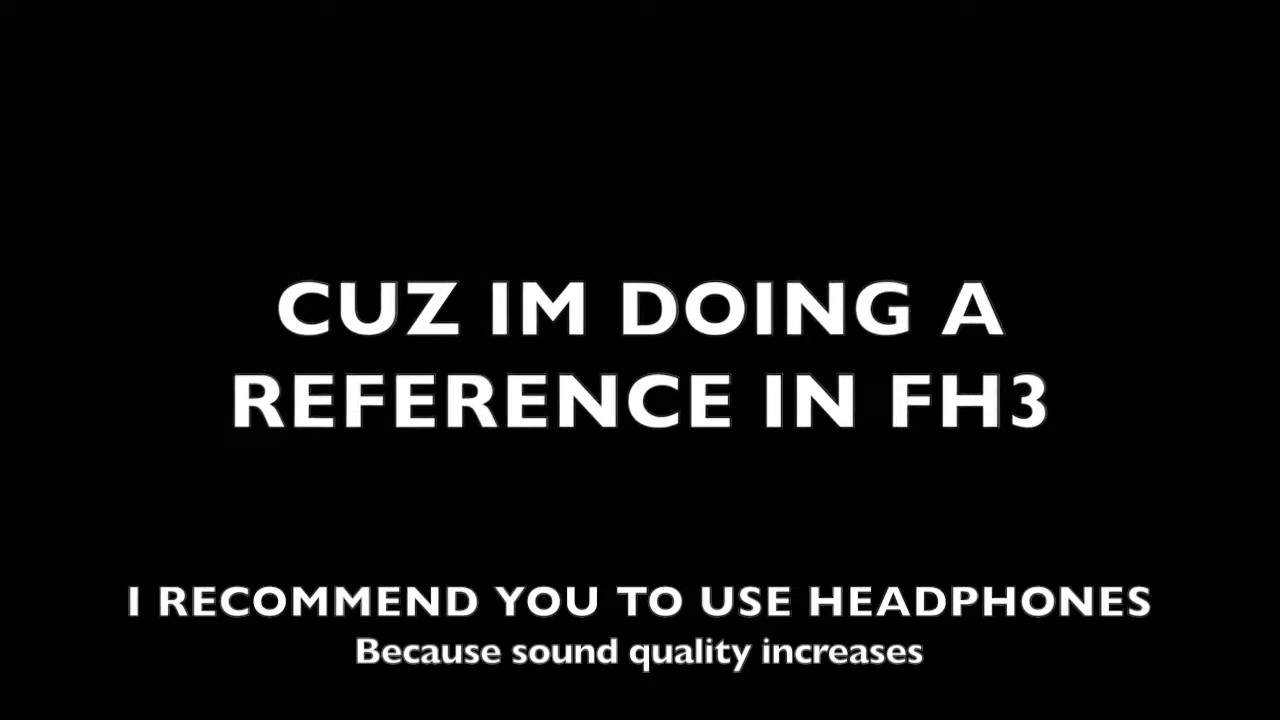 CUZ IM DOING A
REFERENCE IN FH3
I RECOMMEND YOU TO USE HEADPHONES
Because sound quality increases